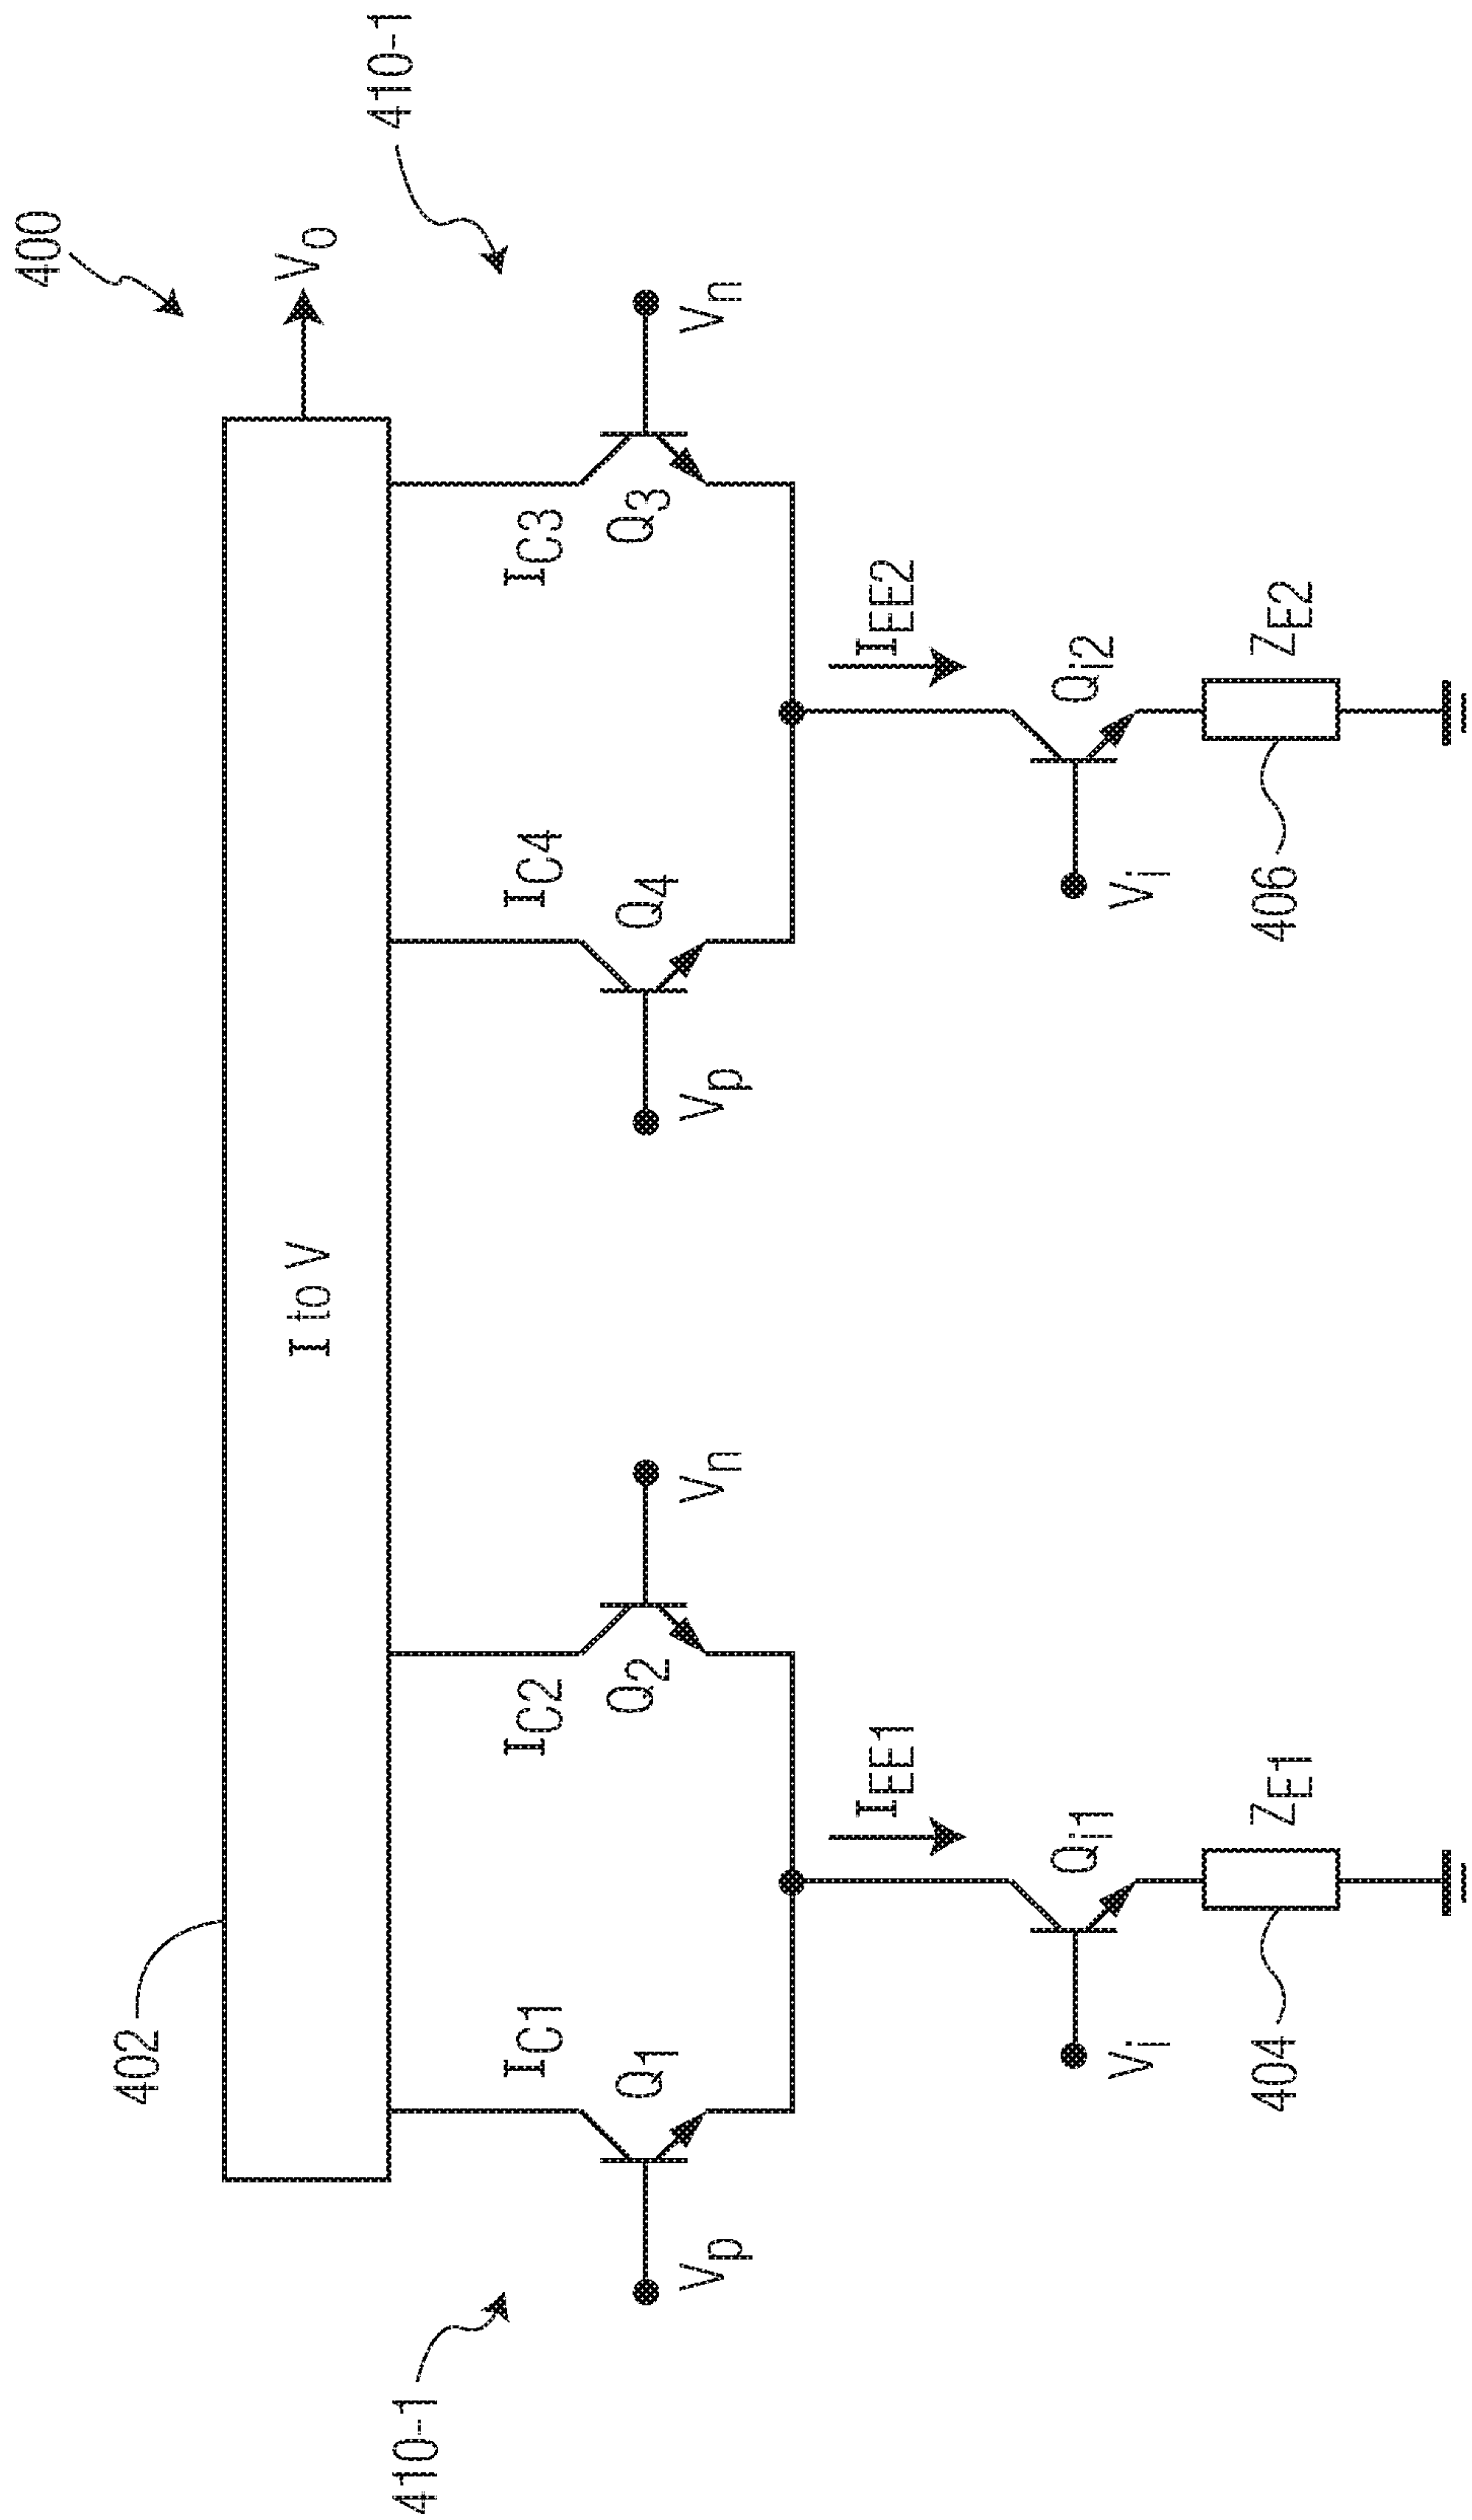 400
402
I to V
Vo
410-1
410-1
IC1
IC2
IC4
IC3
Vp
Q1
Q2
Vn
Vp
Q4
Q3
Vn
IEE1
IEE2
Vi
Qi1
Vi
Qi2
404
ZE1
406
ZE2